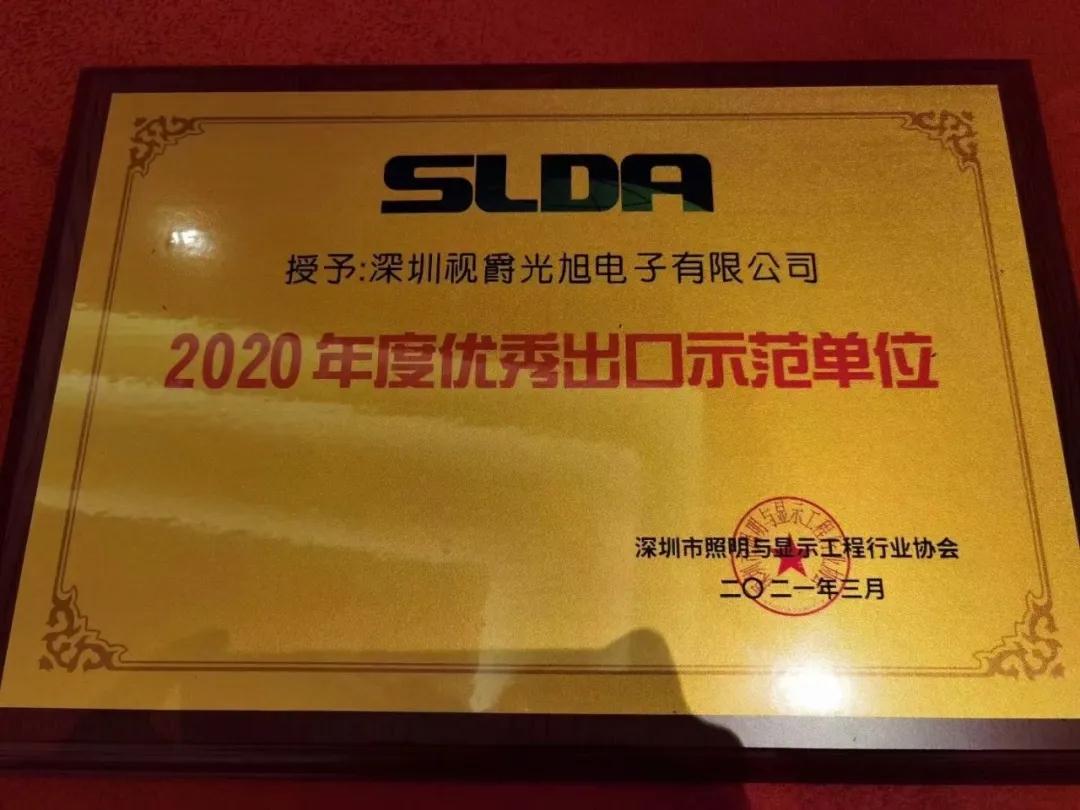 SLDA
授予:深圳视爵光旭电子有限公司
2020年度优秀出口示范单位
深圳市照明与显示工程行业协会
二〇二一年三月